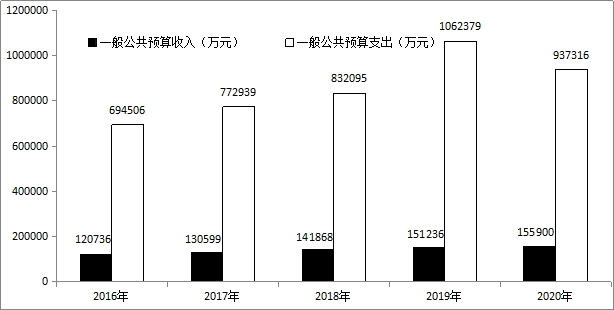 1200000
1000000
800000
600000
400000
200000
0
一般公共预算收入（万元）
一般公共预算支出（万元）
120736
694506
130599
772939
141868
832095
151236
1062379
155900
937316
2016年
2017年
2018年
2019年
2020年